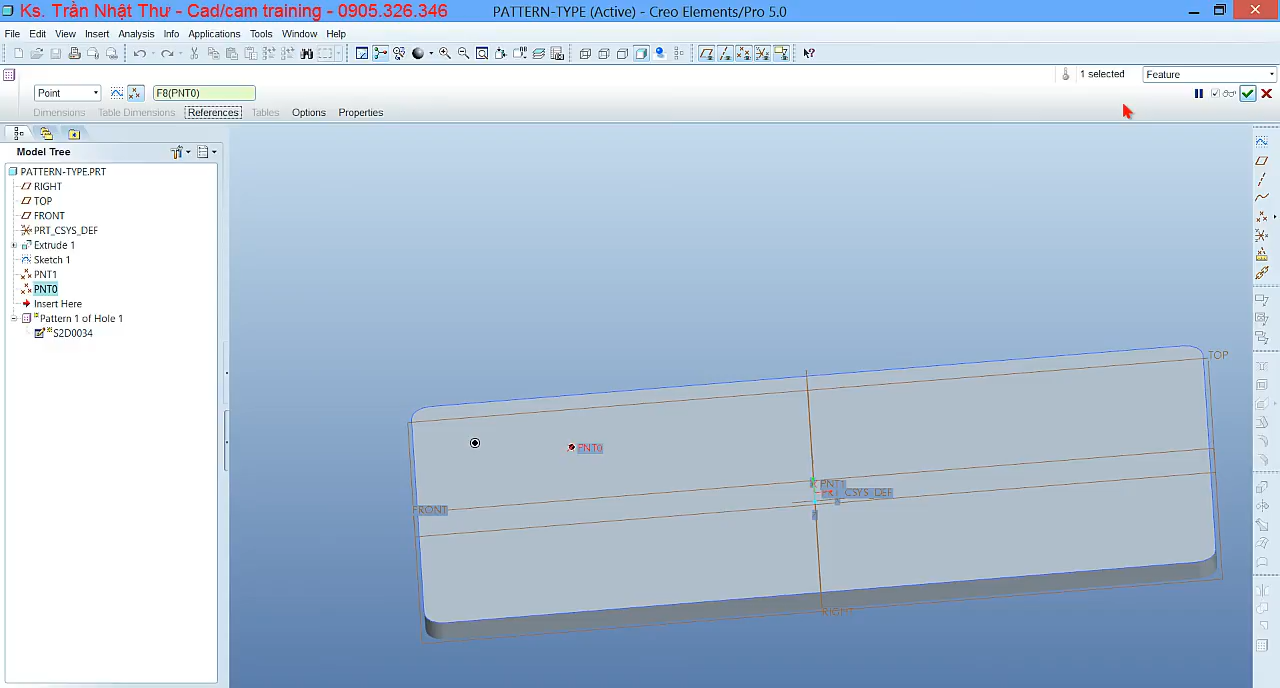 Ks. Trần Nhật Thư - Cad/cam training - 0905.326.346
PATTERN-TYPE (Active) - Creo Elements/Pro 5.0
File Edit View Insert Analysis Info Applications Tools Window Help
1 selected
Feature
Point
F8(PNT0)
Dimensions Table Dimensions References Tables Options Properties
Model Tree
PATTERN-TYPE.PRT
RIGHT
TOP
FRONT
PRT_CSYS_DEF
Extrude 1
Sketch 1
PNT1
PNT0
Insert Here
Pattern 1 of Hole 1
S2D0034
TOP
PNT0
PNT1
CSYS_DEF
FRONT
RIGHT